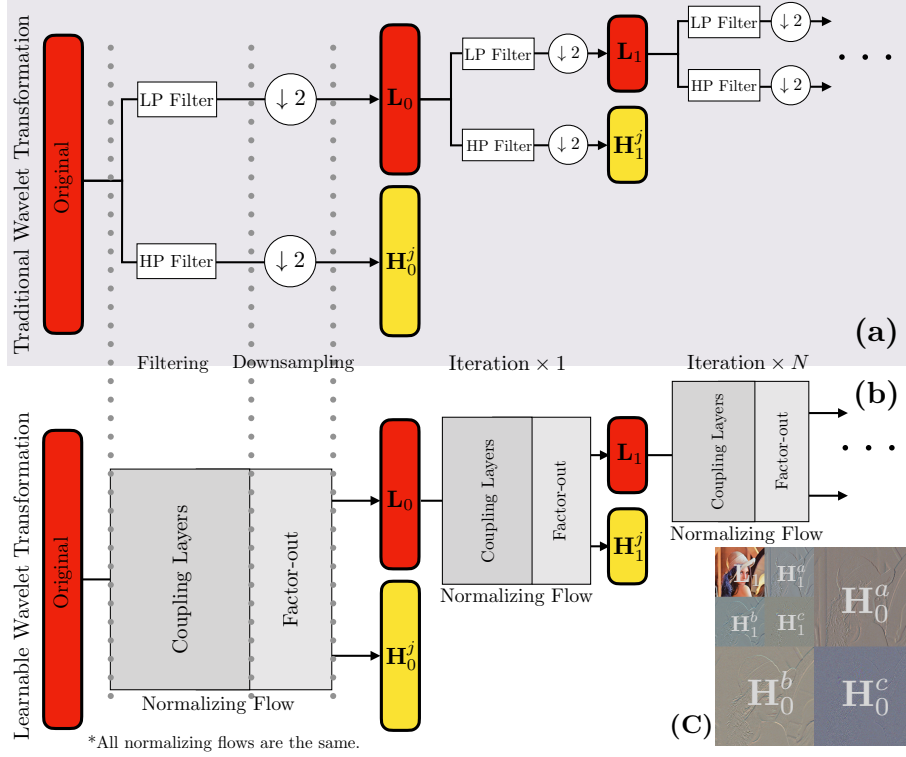 Traditional Wavelet Transformation
Original
LP Filter
↓ 2
HP Filter
↓ 2
L₀
H₀ʲ
LP Filter
↓ 2
HP Filter
↓ 2
L₁
H₁ʲ
LP Filter
↓ 2
HP Filter
↓ 2
. . .
(a)
Filtering
Downsampling
Iteration × 1
Iteration × N
(b)
Learnable Wavelet Transformation
Original
Coupling Layers
Factor-out
Normalizing Flow
L₀
H₀ʲ
Coupling Layers
Factor-out
Normalizing Flow
L₁
H₁ʲ
Coupling Layers
Factor-out
Normalizing Flow
. . .
L₁
H₁ᵃ
H₁ᵇ
H₁ᶜ
H₀ᵃ
H₀ᵇ
H₀ᶜ
(C)
*All normalizing flows are the same.